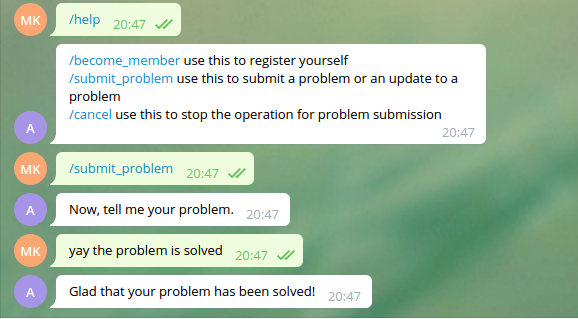 MK
/help 20:47
/become_member use this to register yourself
/submit_problem use this to submit a problem or an update to a
problem
/cancel use this to stop the operation for problem submission
A
20:47
MK
/submit_problem 20:47
A
Now, tell me your problem. 20:47
MK
yay the problem is solved 20:47
A
Glad that your problem has been solved! 20:47